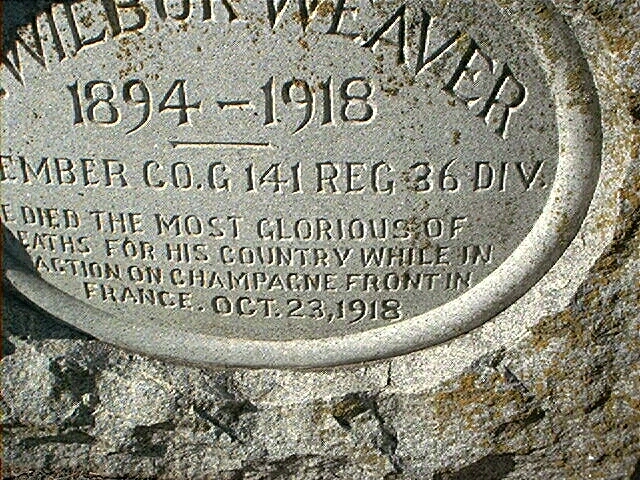 WILBUR WEAVER
1894 - 1918
EMBER CO. G 141 REG 36 DIV.
E DIED THE MOST GLORIOUS OF
EATHS FOR HIS COUNTRY WHILE IN
ACTION ON CHAMPAGNE FRONT IN
FRANCE. OCT. 23, 1918